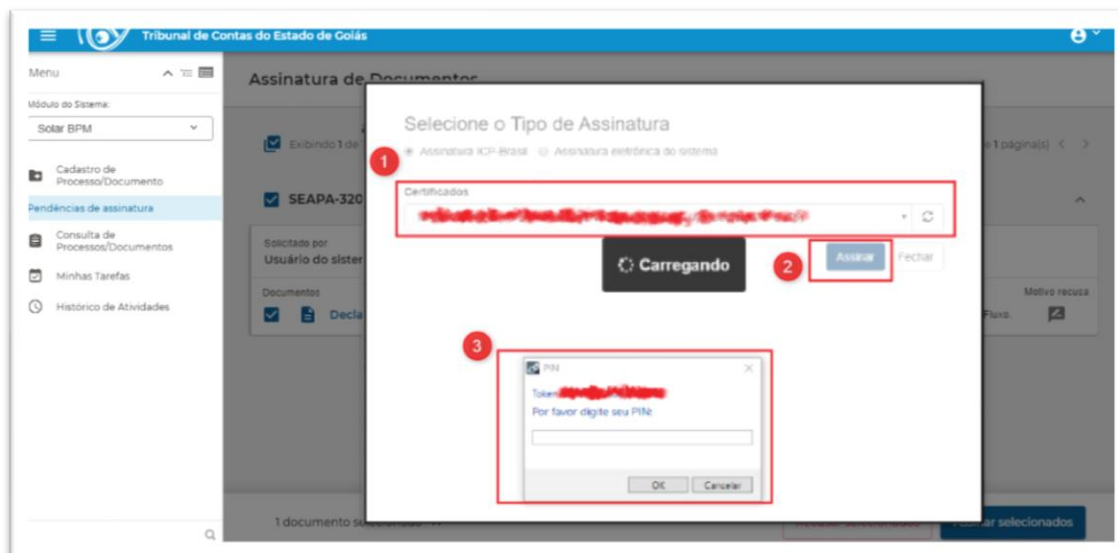 Tribunal de Contas do Estado de Goiás
Menu
Assinatura de Documentos
Módulo do Sistema:
Solar BPM
Selecione o Tipo de Assinatura
Exibindo 1 de
1 página(s)
1
Assinatura ICP-Brasil
Assinatura eletrônica do sistema
Cadastro de
Processo/Documento
Certificados
SEAPA-320
Pendências de assinatura
Consulta de
Processos/Documentos
Solicitado por
Usuário do sister
Carregando
2
Assinar
Fechar
Minhas Tarefas
Documentos
Motivo recusa
Histórico de Atividades
Decla
Fluxo.
3
PIN
Token
Por favor digite seu PIN:
OK
Cancelar
1 documento
selecionados